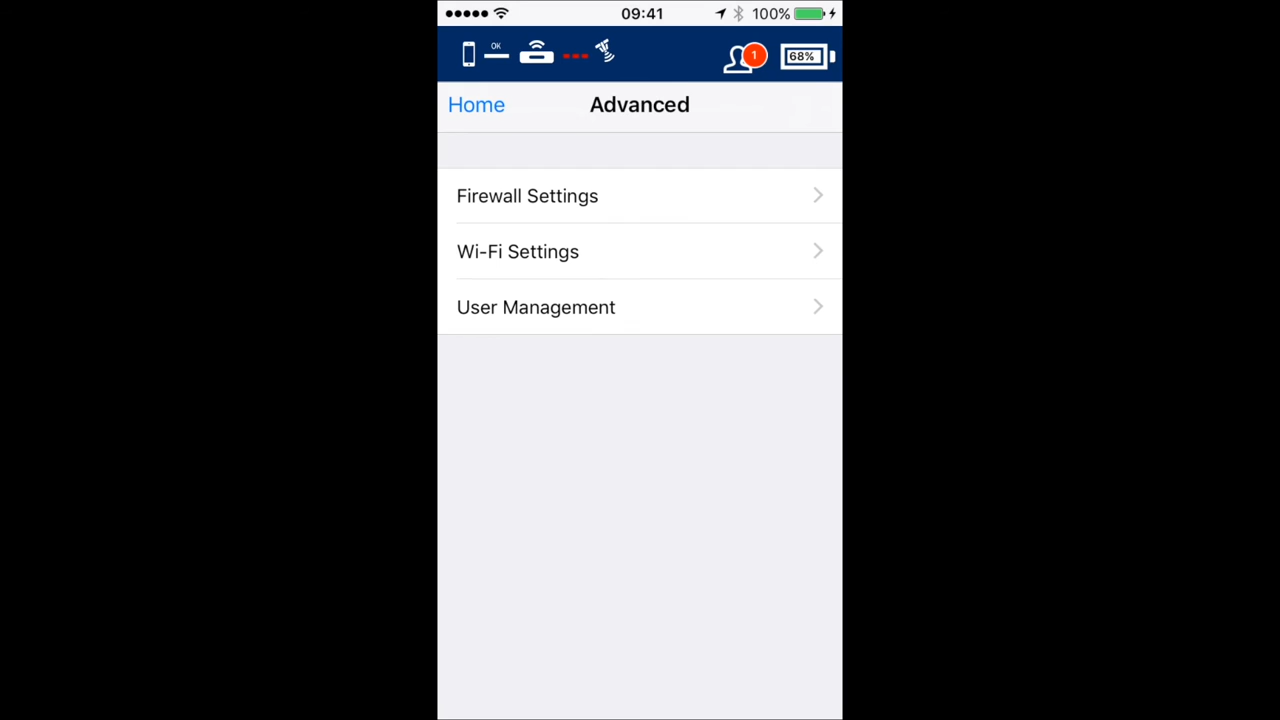 09:41 100%
OK 1 68%
Home Advanced
Firewall Settings
Wi-Fi Settings
User Management